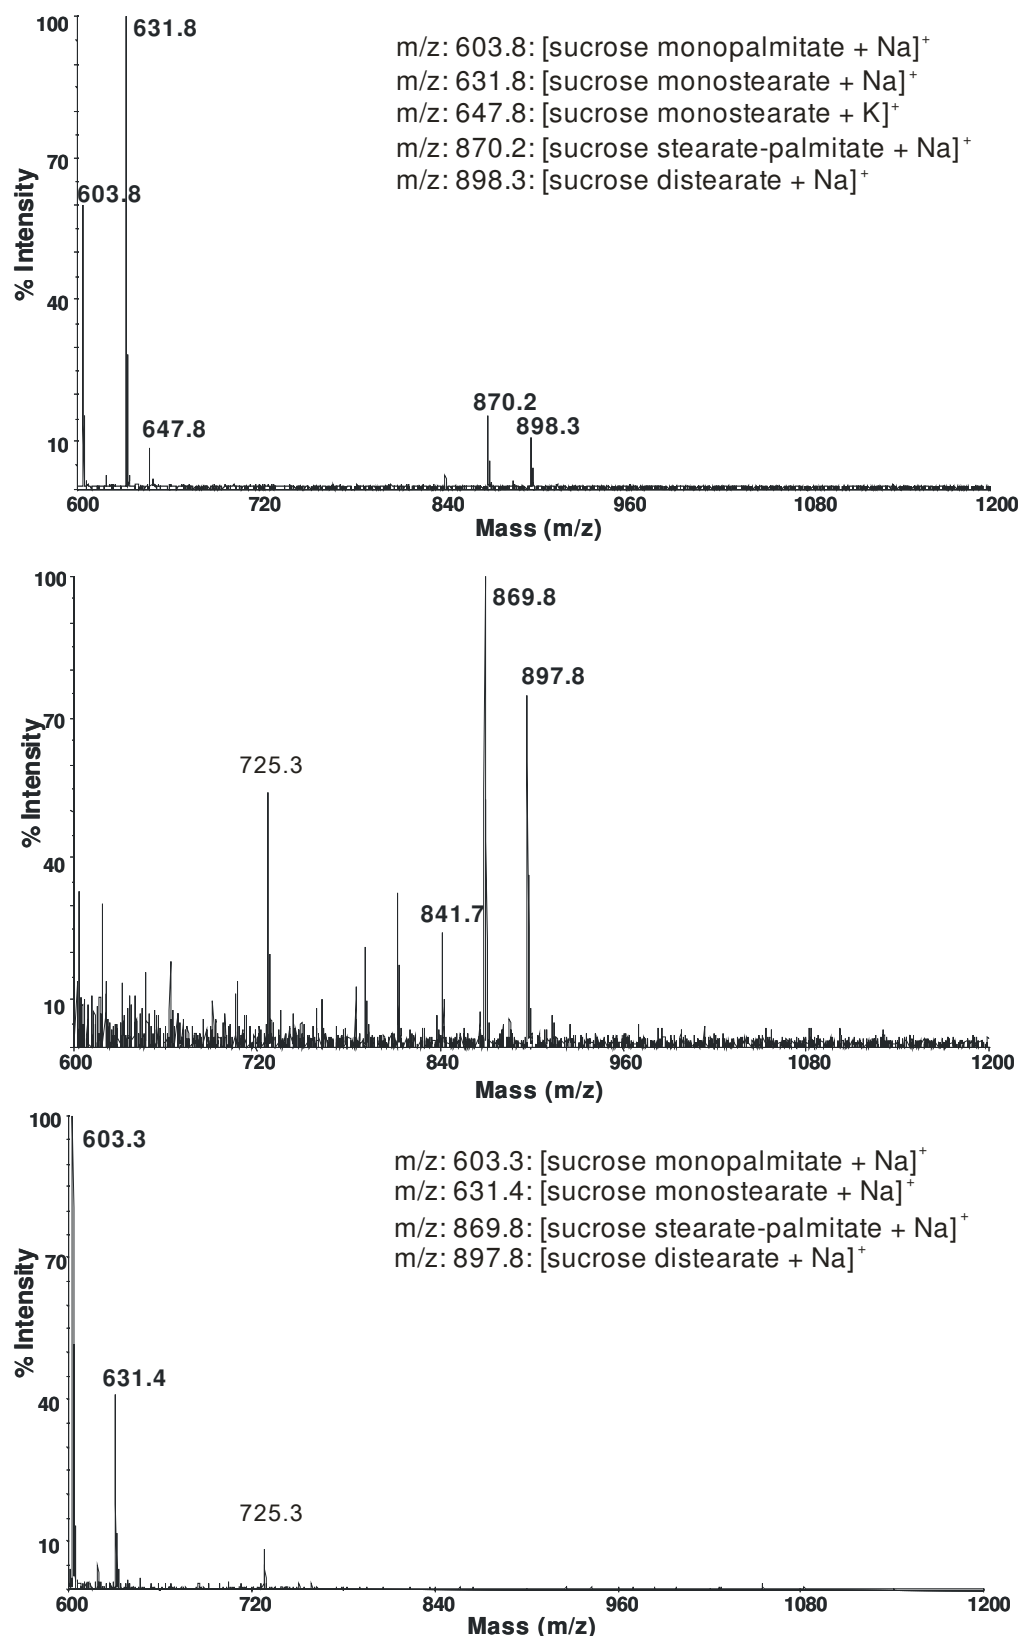 100
631.8
m/z: 603.8: [sucrose monopalmitate + Na]⁺
m/z: 631.8: [sucrose monostearate + Na]⁺
m/z: 647.8: [sucrose monostearate + K]⁺
m/z: 870.2: [sucrose stearate-palmitate + Na]⁺
m/z: 898.3: [sucrose distearate + Na]⁺
70
603.8
% Intensity
40
870.2
647.8
898.3
10
600 720 840 960 1080 1200
Mass (m/z)
100
869.8
897.8
70
725.3
% Intensity
40
841.7
10
600 720 840 960 1080 1200
Mass (m/z)
100
603.3
m/z: 603.3: [sucrose monopalmitate + Na]⁺
m/z: 631.4: [sucrose monostearate + Na]⁺
m/z: 869.8: [sucrose stearate-palmitate + Na]⁺
m/z: 897.8: [sucrose distearate + Na]⁺
70
% Intensity
631.4
40
725.3
10
600 720 840 960 1080 1200
Mass (m/z)